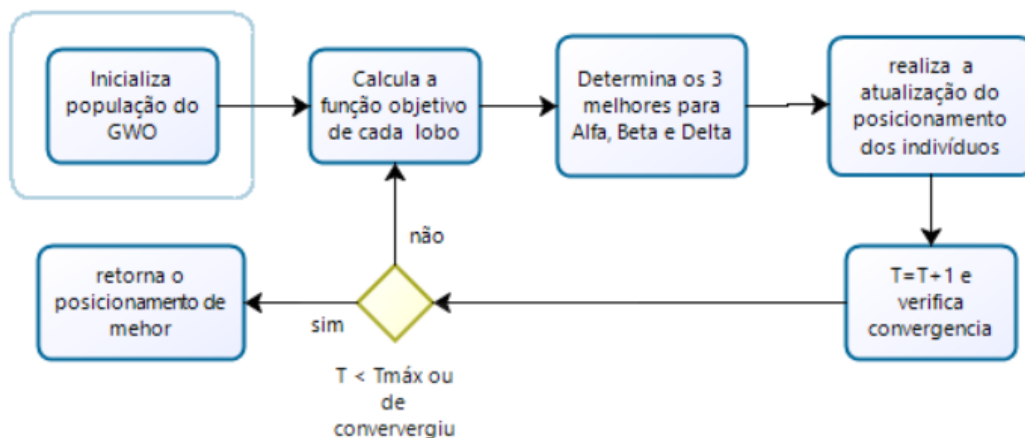 Inicializa
população do
GWO
Calcula a
função objetivo
de cada lobo
Determina os 3
melhores para
Alfa, Beta e Delta
realiza a
atualização do
posicionamento
dos indivíduos
não
retorna o
posicionamento de
mehor
sim
T=T+1 e
verifica
convergencia
T < Tmáx ou
de
conververgiu